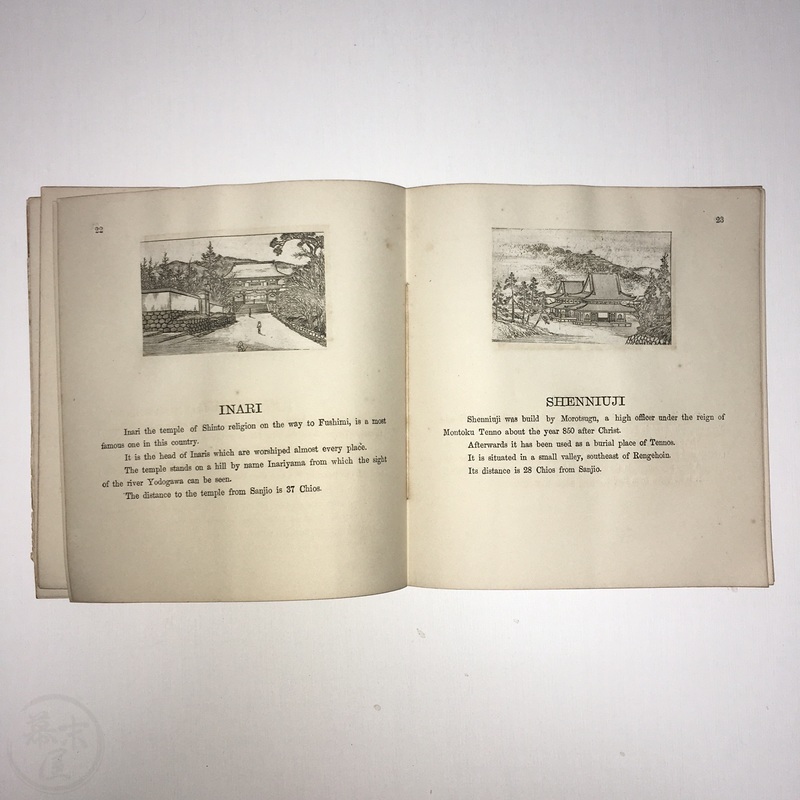 22
INARI
Inari the temple of Shinto religion on the way to Fushimi, is a most
famous one in this country.
It is the head of Inaris which are worshiped almost every place.
The temple stands on a hill by name Inariyama from which the sight
of the river Yodogawa can be seen.
The distance to the temple from Sanjio is 37 Chios.
23
SHENNIUJI
Shenniuji was build by Morotsugu, a high officer under the reign of
Montoku Tenno about the year 850 after Christ.
Afterwards it has been used as a burial place of Tennos.
It is situated in a small valley, southeast of Rengehoin.
Its distance is 28 Chios from Sanjio.
幕末屋